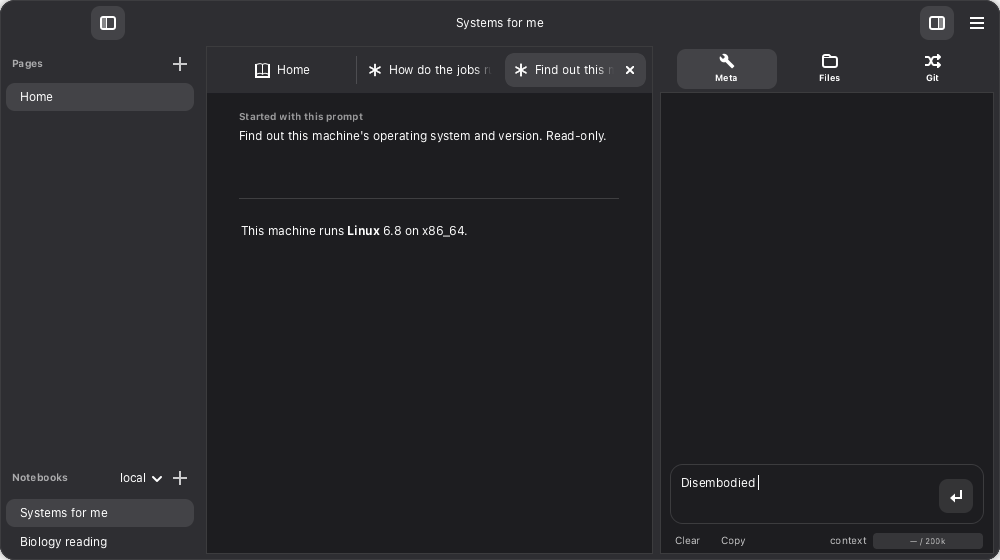 Systems for me
Pages
Home
Notebooks
local
Systems for me
Biology reading
Home
How do the jobs
Find out this
Started with this prompt
Find out this machine's operating system and version. Read-only.
This machine runs Linux 6.8 on x86_64.
Meta
Files
Git
Disembodied
Clear
Copy
context
— / 200k